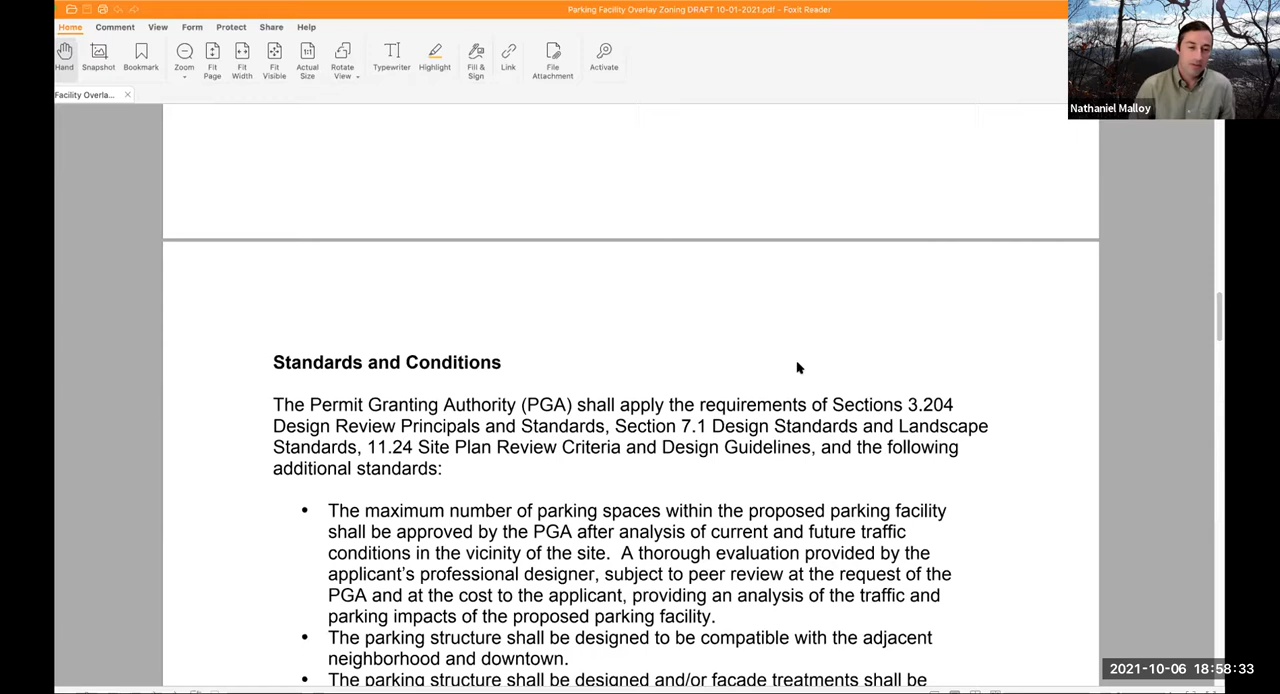 Parking Facility Overlay Zoning DRAFT 10-01-2021.pdf - Foxit Reader
Home Comment View Form Protect Share Help
Hand Snapshot Bookmark Zoom Fit Page Fit Width Fit Visible Actual Size Rotate View Typewriter Highlight Fill & Sign Link File Attachment Activate
Facility Overla...
Nathaniel Malloy
Standards and Conditions
The Permit Granting Authority (PGA) shall apply the requirements of Sections 3.204
Design Review Principals and Standards, Section 7.1 Design Standards and Landscape
Standards, 11.24 Site Plan Review Criteria and Design Guidelines, and the following
additional standards:
• The maximum number of parking spaces within the proposed parking facility
shall be approved by the PGA after analysis of current and future traffic
conditions in the vicinity of the site. A thorough evaluation provided by the
applicant's professional designer, subject to peer review at the request of the
PGA and at the cost to the applicant, providing an analysis of the traffic and
parking impacts of the proposed parking facility.
• The parking structure shall be designed to be compatible with the adjacent
neighborhood and downtown.
• The parking structure shall be designed and/or facade treatments shall be
2021-10-06 18:58:33